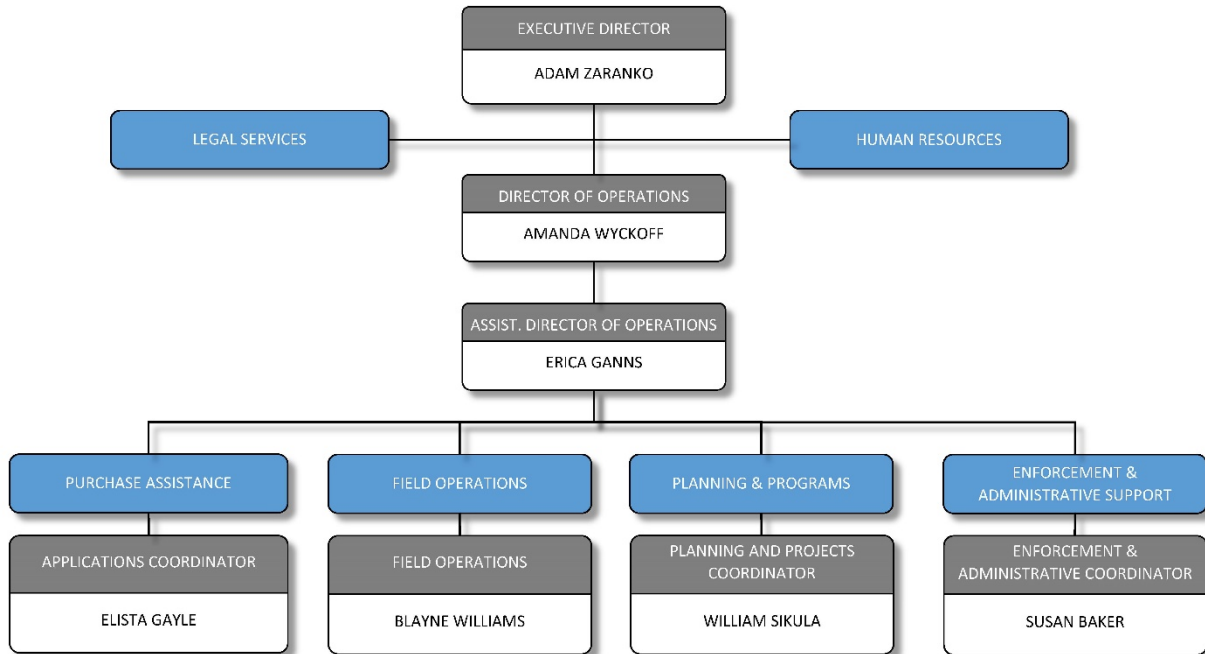 EXECUTIVE DIRECTOR
ADAM ZARANKO
LEGAL SERVICES
HUMAN RESOURCES
DIRECTOR OF OPERATIONS
AMANDA WYCKOFF
ASSIST. DIRECTOR OF OPERATIONS
ERICA GANNS
PURCHASE ASSISTANCE
FIELD OPERATIONS
PLANNING & PROGRAMS
ENFORCEMENT &
ADMINISTRATIVE SUPPORT
APPLICATIONS COORDINATOR
ELISTA GAYLE
FIELD OPERATIONS
BLAYNE WILLIAMS
PLANNING AND PROJECTS
COORDINATOR
WILLIAM SIKULA
ENFORCEMENT &
ADMINISTRATIVE COORDINATOR
SUSAN BAKER